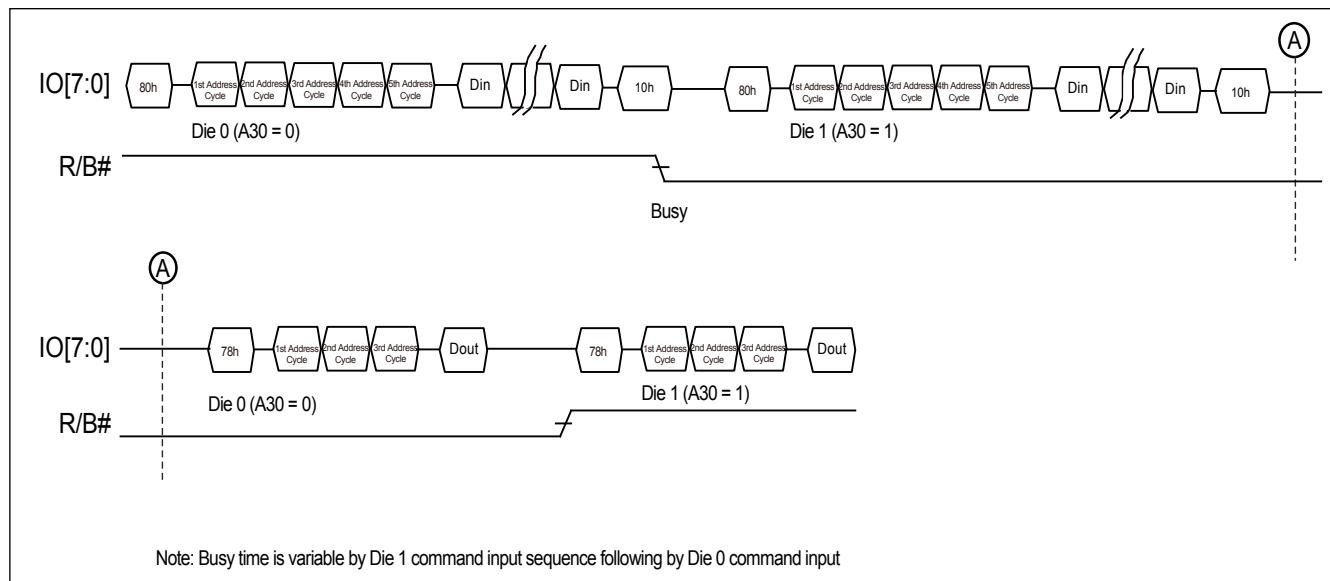 A
IO[7:0] 80h 1st Address Cycle 2nd Address Cycle 3rd Address Cycle 4th Address Cycle 5th Address Cycle Din Din 10h 80h 1st Address Cycle 2nd Address Cycle 3rd Address Cycle 4th Address Cycle 5th Address Cycle Din Din 10h
Die 0 (A30 = 0) Die 1 (A30 = 1)
R/B#
Busy
A
IO[7:0] 78h 1st Address Cycle 2nd Address Cycle 3rd Address Cycle Dout 78h 1st Address Cycle 2nd Address Cycle 3rd Address Cycle Dout
Die 0 (A30 = 0) Die 1 (A30 = 1)
R/B#
Note: Busy time is variable by Die 1 command input sequence following by Die 0 command input